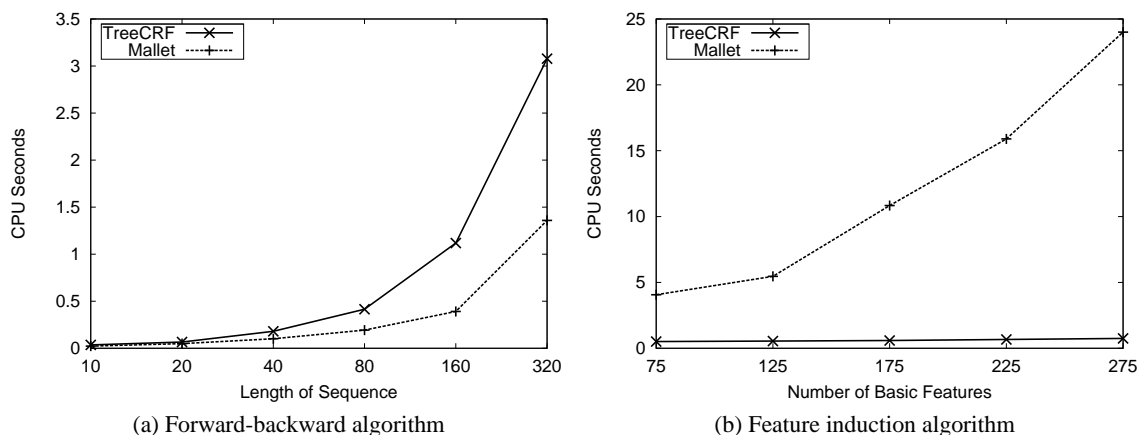 3.5
3
2.5
2
1.5
1
0.5
0
CPU Seconds
TreeCRF
Mallet
10 20 40 80 160 320
Length of Sequence
(a) Forward-backward algorithm
25
20
15
10
5
0
CPU Seconds
TreeCRF
Mallet
75 125 175 225 275
Number of Basic Features
(b) Feature induction algorithm